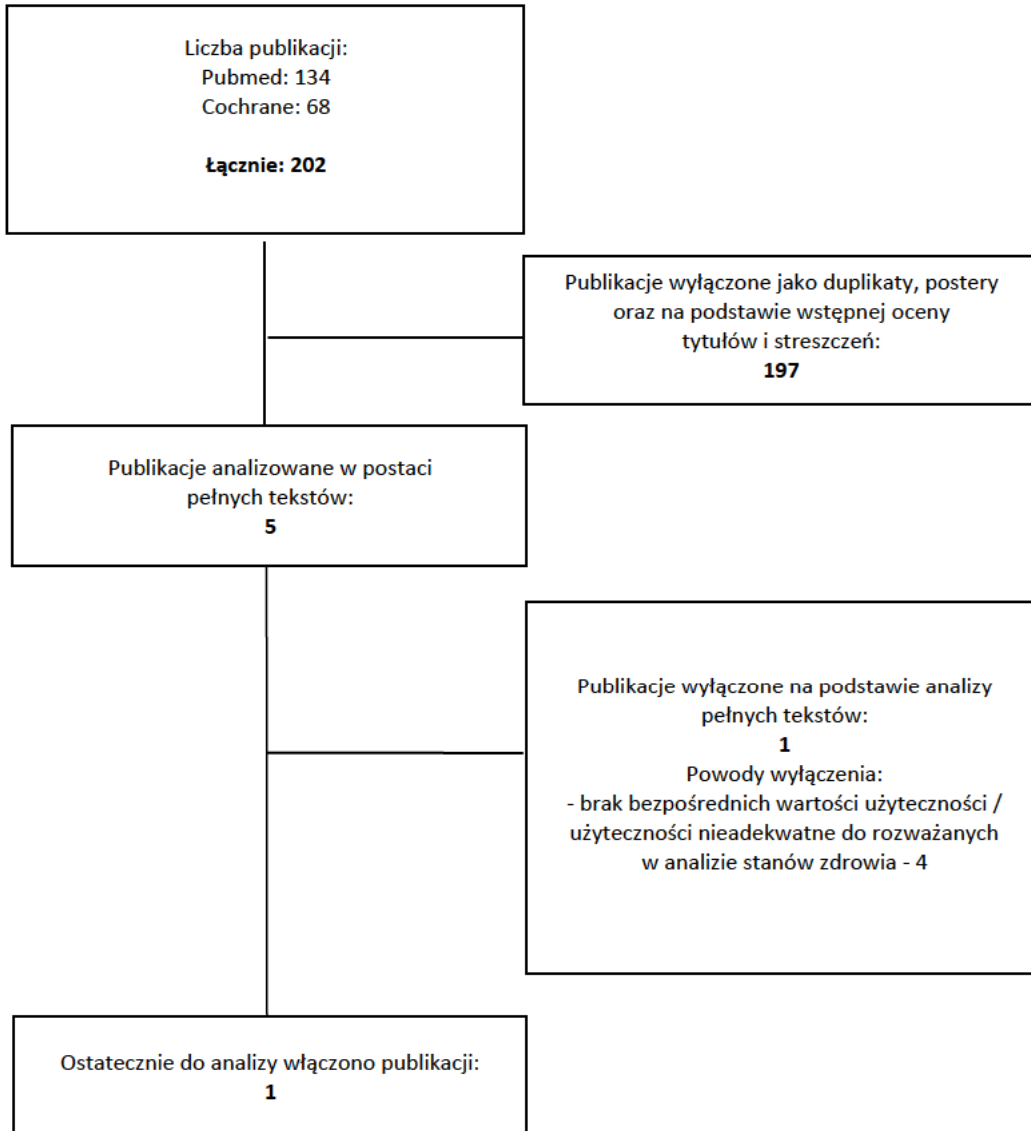 Liczba publikacji:
Pubmed: 134
Cochrane: 68
Łącznie: 202
Publikacje wyłączone jako duplikaty, postery
oraz na podstawie wstępnej oceny
tytułów i streszczeń:
197
Publikacje analizowane w postaci
pełnych tekstów:
5
Publikacje wyłączone na podstawie analizy
pełnych tekstów:
1
Powody wyłączenia:
- brak bezpośrednich wartości użyteczności /
użyteczności nieadekwatne do rozważanych
w analizie stanów zdrowia - 4
Ostatecznie do analizy włączono publikacji:
1